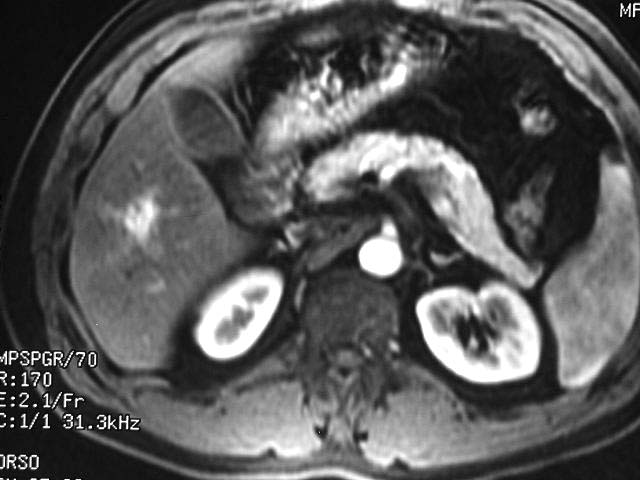 MF
MPSPGR/70
R:170
E:2.1/Fr
C:1/1 31.3kHz
ORSO